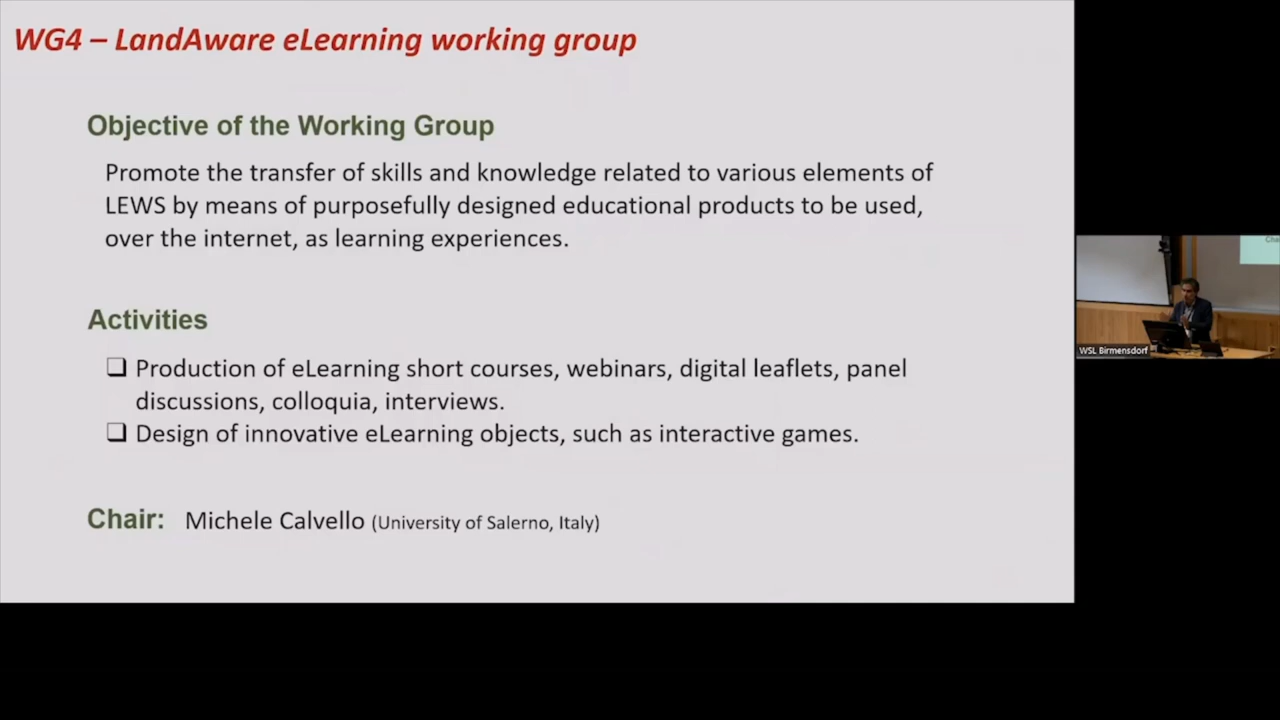 WG4 – LandAware eLearning working group
Objective of the Working Group
Promote the transfer of skills and knowledge related to various elements of
LEWS by means of purposefully designed educational products to be used,
over the internet, as learning experiences.
Activities
❑ Production of eLearning short courses, webinars, digital leaflets, panel
discussions, colloquia, interviews.
❑ Design of innovative eLearning objects, such as interactive games.
Chair: Michele Calvello (University of Salerno, Italy)
WSL Birmensdorf